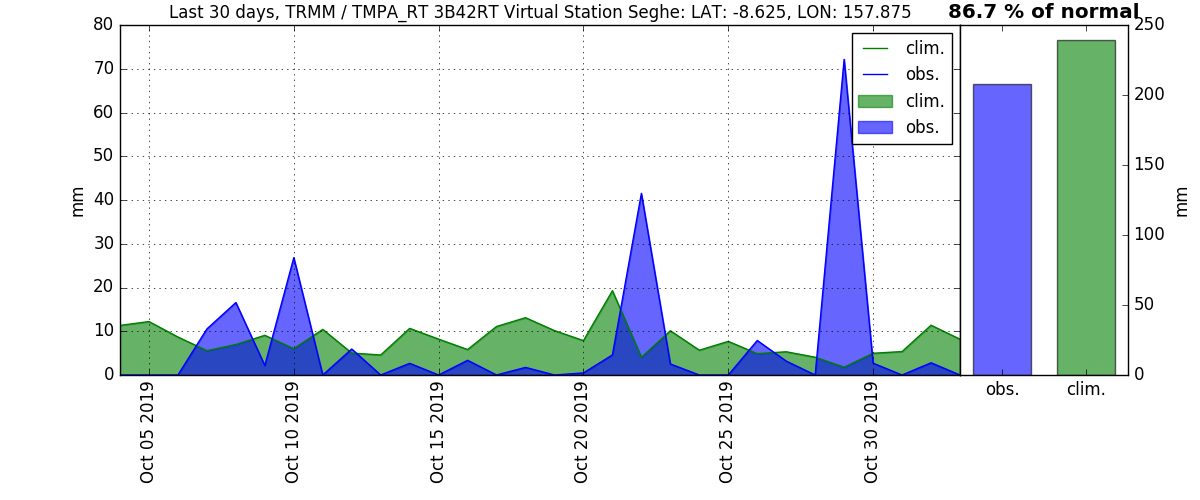 Last 30 days, TRMM / TMPA_RT 3B42RT Virtual Station Seghe: LAT: -8.625, LON: 157.875
86.7 % of normal
80
70
60
50
40
30
20
10
0
mm
clim.
obs.
clim.
obs.
Oct 05 2019
Oct 10 2019
Oct 15 2019
Oct 20 2019
Oct 25 2019
Oct 30 2019
250
200
150
100
50
0
mm
obs.
clim.